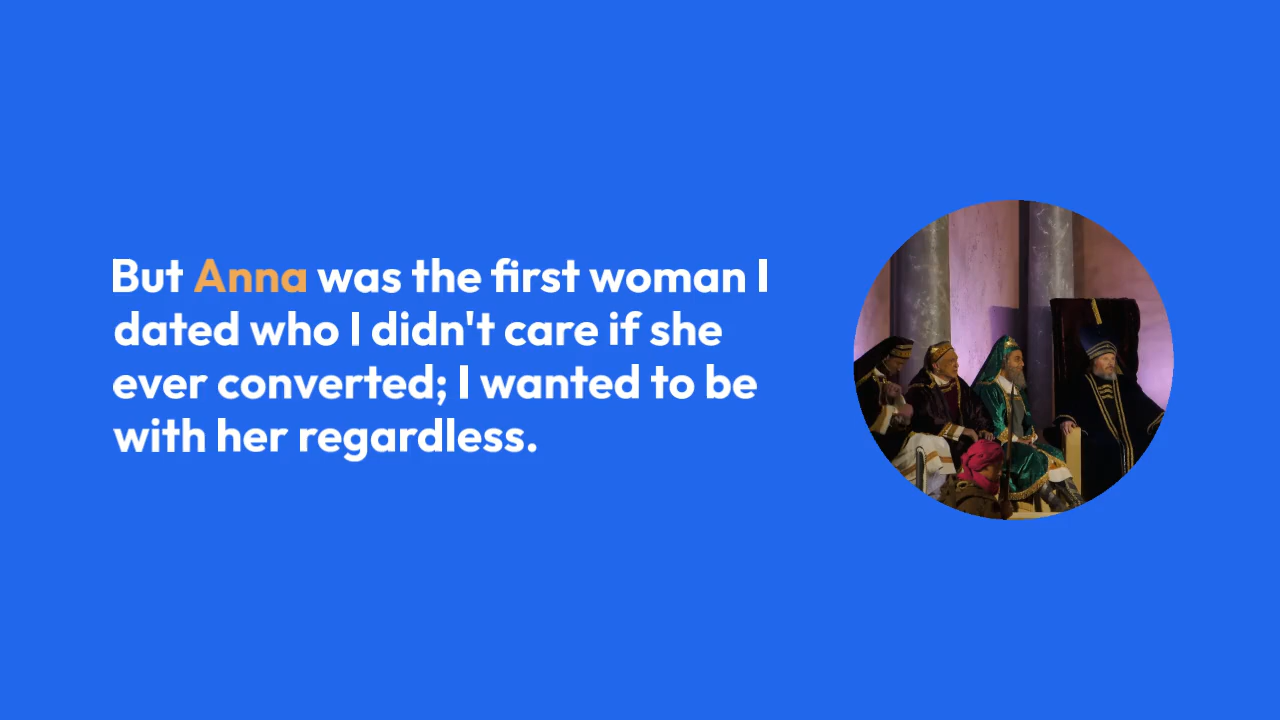 But Anna was the first woman I
dated who I didn't care if she
ever converted; I wanted to be
with her regardless.